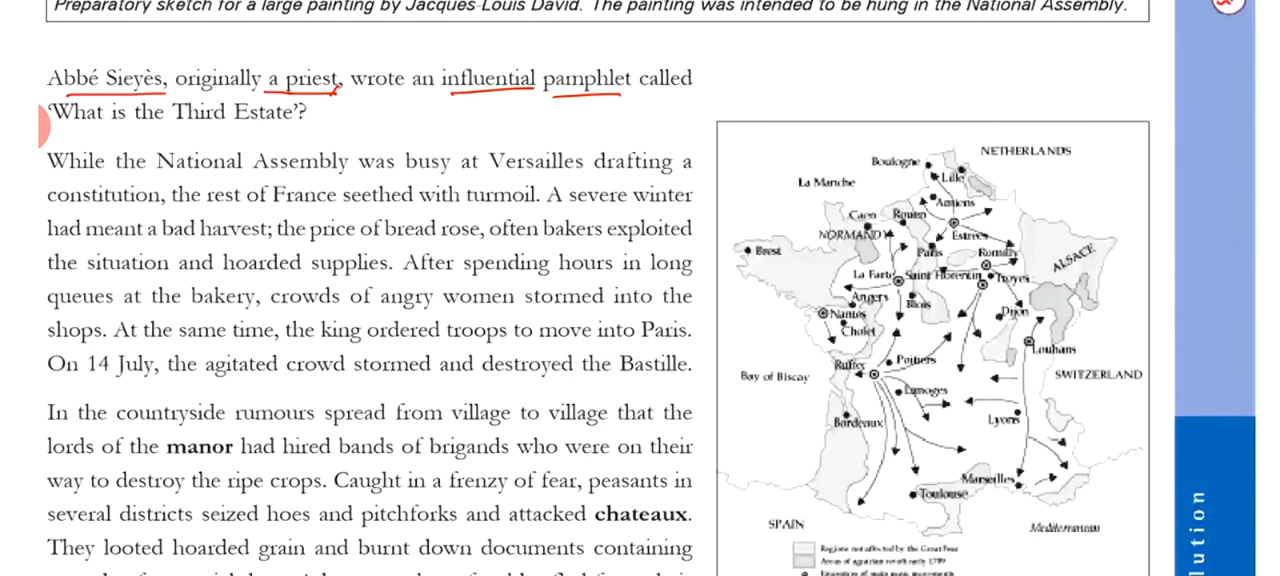 Preparatory sketch for a large painting by Jacques-Louis David. The painting was intended to be hung in the National Assembly.
Abbé Sieyès, originally a priest, wrote an influential pamphlet called
‘What is the Third Estate’?
While the National Assembly was busy at Versailles drafting a
constitution, the rest of France seethed with turmoil. A severe winter
had meant a bad harvest; the price of bread rose, often bakers exploited
the situation and hoarded supplies. After spending hours in long
queues at the bakery, crowds of angry women stormed into the
shops. At the same time, the king ordered troops to move into Paris.
On 14 July, the agitated crowd stormed and destroyed the Bastille.
In the countryside rumours spread from village to village that the
lords of the manor had hired bands of brigands who were on their
way to destroy the ripe crops. Caught in a frenzy of fear, peasants in
several districts seized hoes and pitchforks and attacked chateaux.
They looted hoarded grain and burnt down documents containing
NETHERLANDS
Boulogne
Lille
La Manche
Amiens
Caen
Rouen
NORMANDY
Estrees
Brest
Paris
Romilly
ALSACE
La Farté
Saint Florentin
Troyes
Angers
Blois
Nantes
Dijon
Cholet
Louhans
Ruffec
Poitiers
Bay of Biscay
SWITZERLAND
Limoges
Bordeaux
Lyons
Marseilles
Toulouse
SPAIN
Mediterranean
Regions not affected by the Great Fear
lution